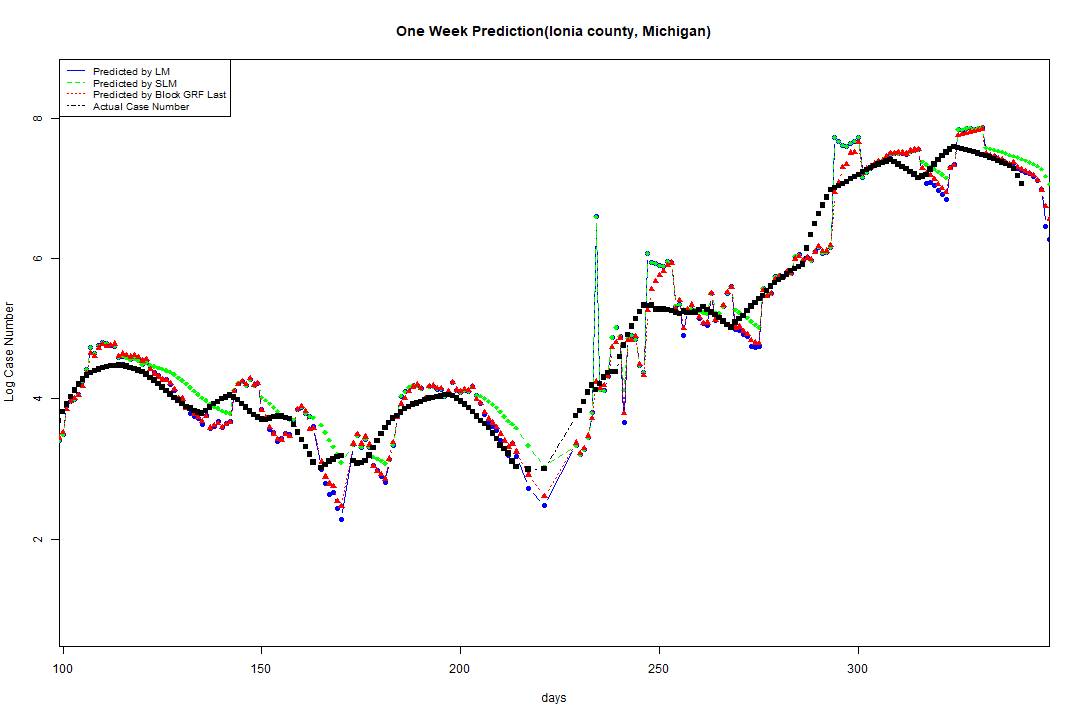 One Week Prediction(Ionia county, Michigan)
Predicted by LM
Predicted by SLM
Predicted by Block GRF Last
Actual Case Number
Log Case Number
8
6
4
2
100 150 200 250 300
days